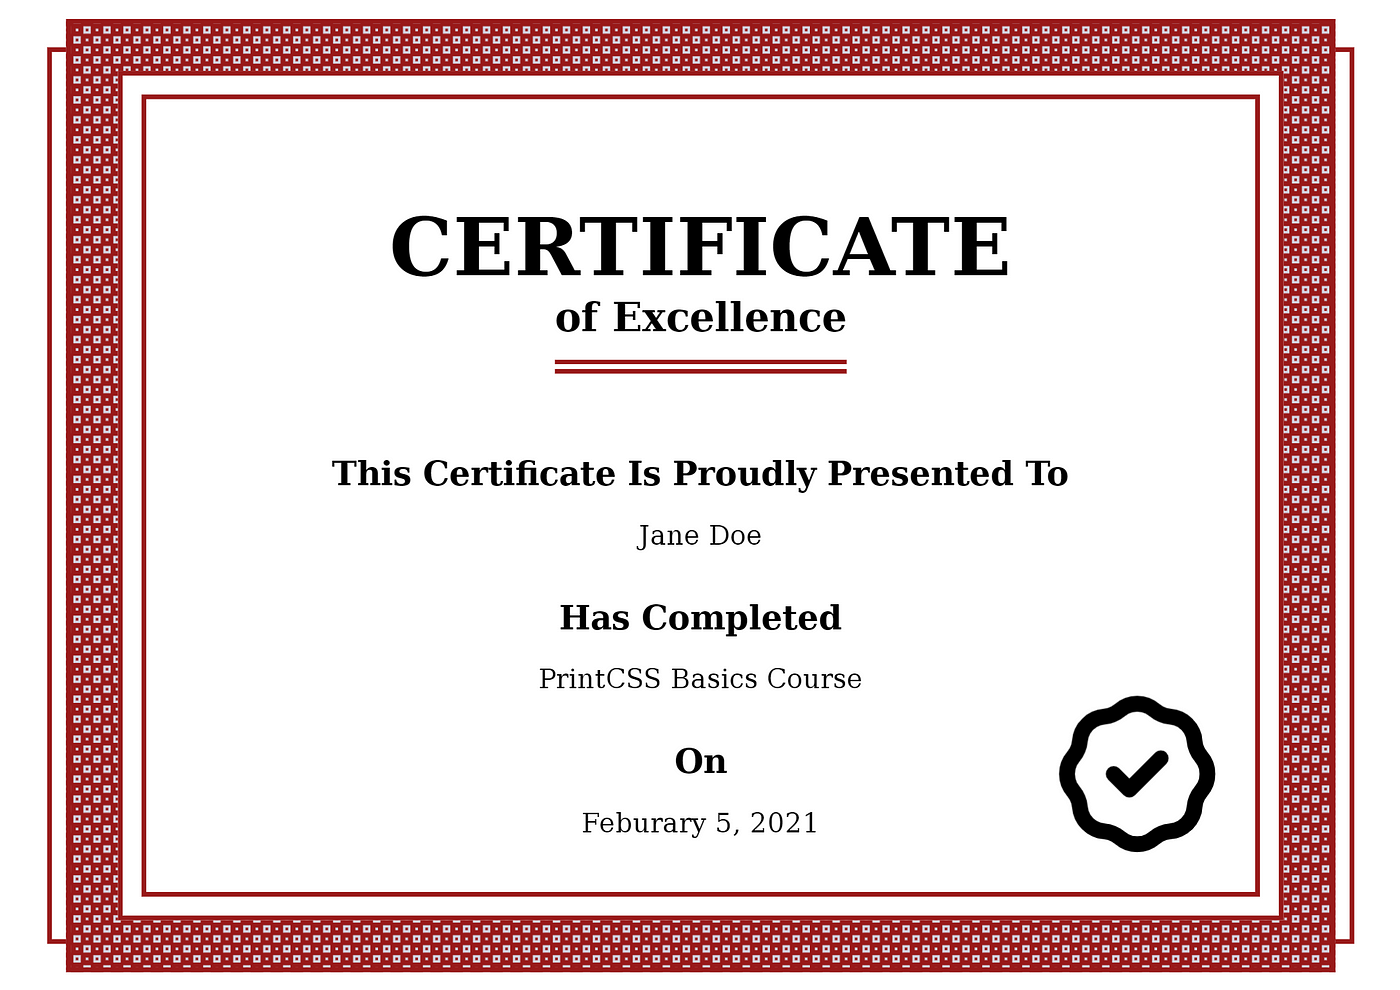 CERTIFICATE
of Excellence
This Certificate Is Proudly Presented To
Jane Doe
Has Completed
PrintCSS Basics Course
On
Feburary 5, 2021